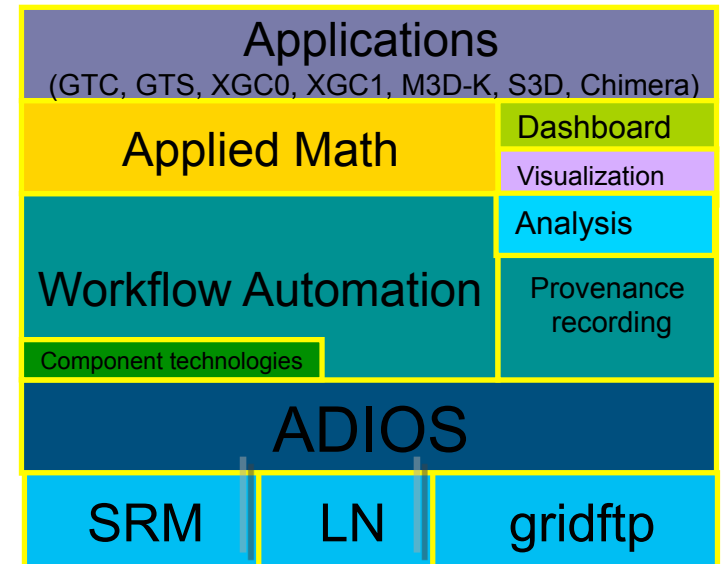 Applications
(GTC, GTS, XGC0, XGC1, M3D-K, S3D, Chimera)
Applied Math
Dashboard
Visualization
Analysis
Workflow Automation
Provenance
recording
Component technologies
ADIOS
SRM
LN
gridftp